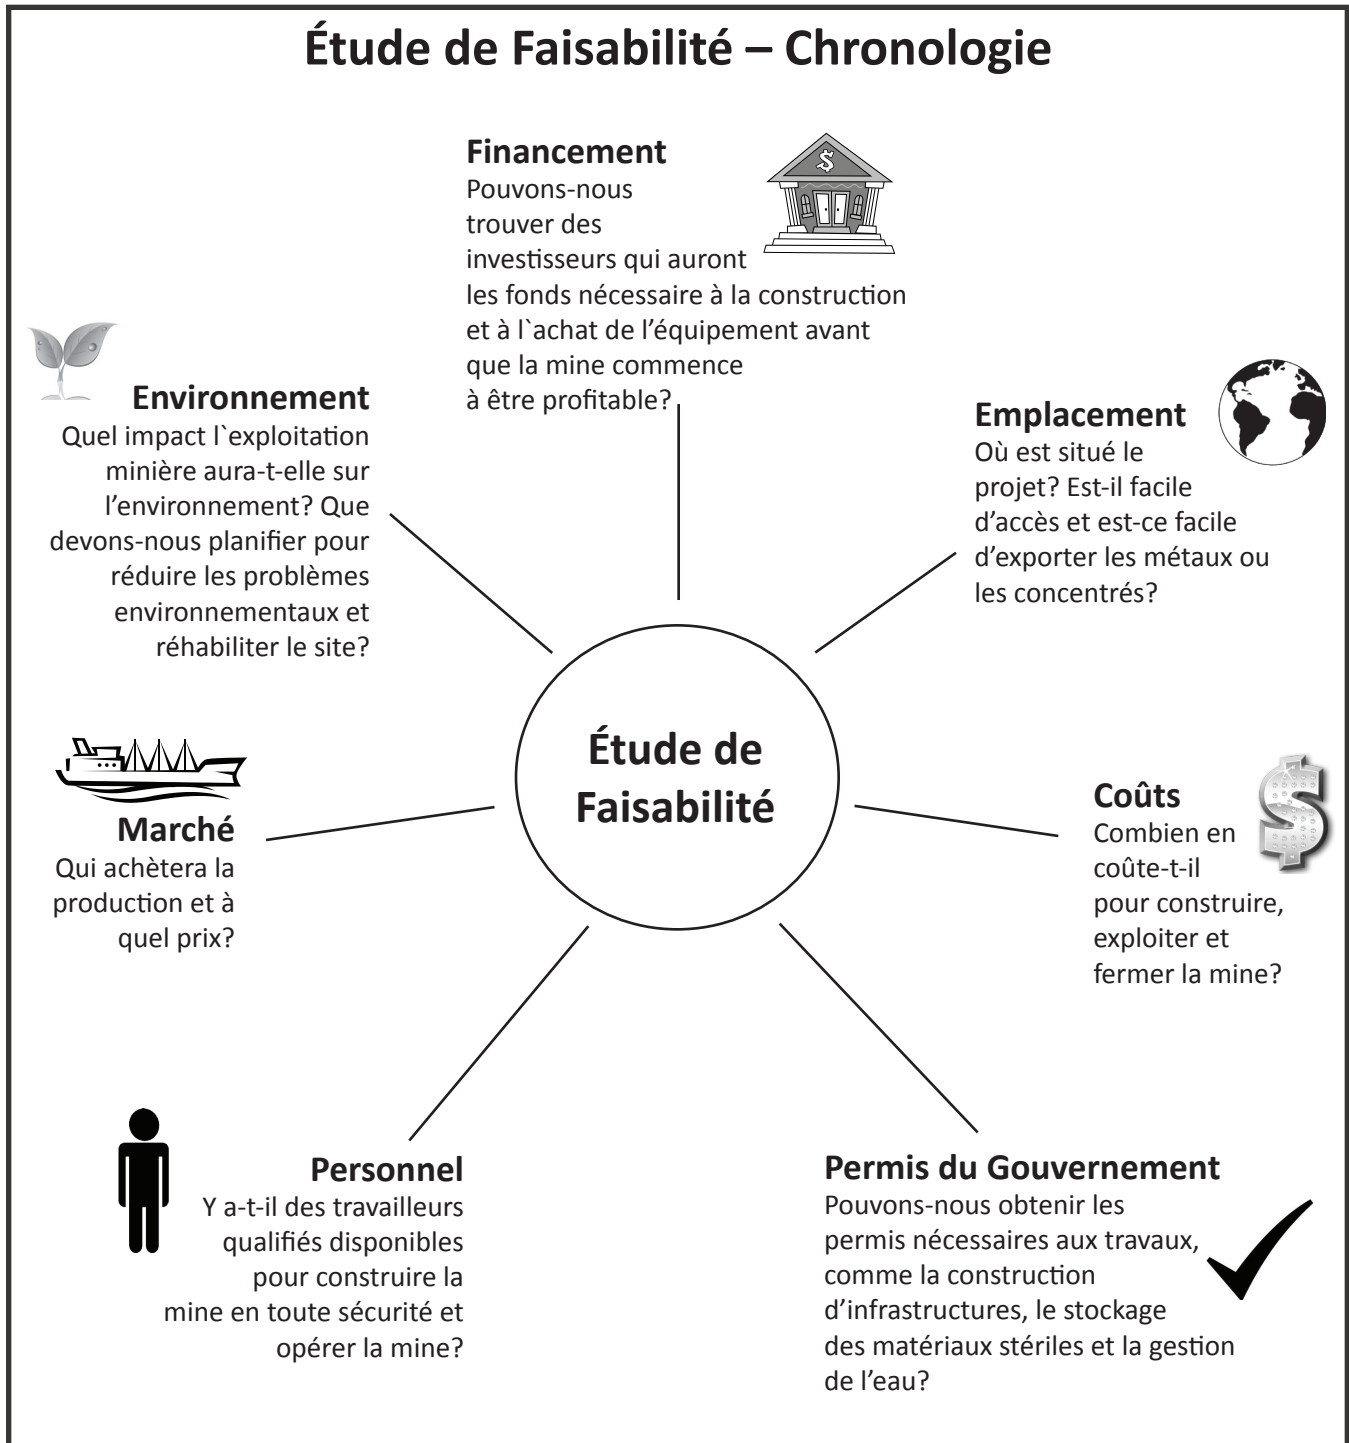 Étude de Faisabilité – Chronologie
Financement
Pouvons-nous
trouver des
investisseurs qui auront
les fonds nécessaire à la construction
et à l`achat de l’équipement avant
que la mine commence
à être profitable?
Environnement
Quel impact l`exploitation
minière aura-t-elle sur
l’environnement? Que
devons-nous planifier pour
réduire les problèmes
environnementaux et
réhabiliter le site?
Emplacement
Où est situé le
projet? Est-il facile
d’accès et est-ce facile
d’exporter les métaux ou
les concentrés?
Étude de
Faisabilité
Marché
Qui achètera la
production et à
quel prix?
Coûts
Combien en
coûte-t-il
pour construire,
exploiter et
fermer la mine?
Personnel
Y a-t-il des travailleurs
qualifiés disponibles
pour construire la
mine en toute sécurité et
opérer la mine?
Permis du Gouvernement
Pouvons-nous obtenir les
permis nécessaires aux travaux,
comme la construction
d’infrastructures, le stockage
des matériaux stériles et la gestion
de l’eau?